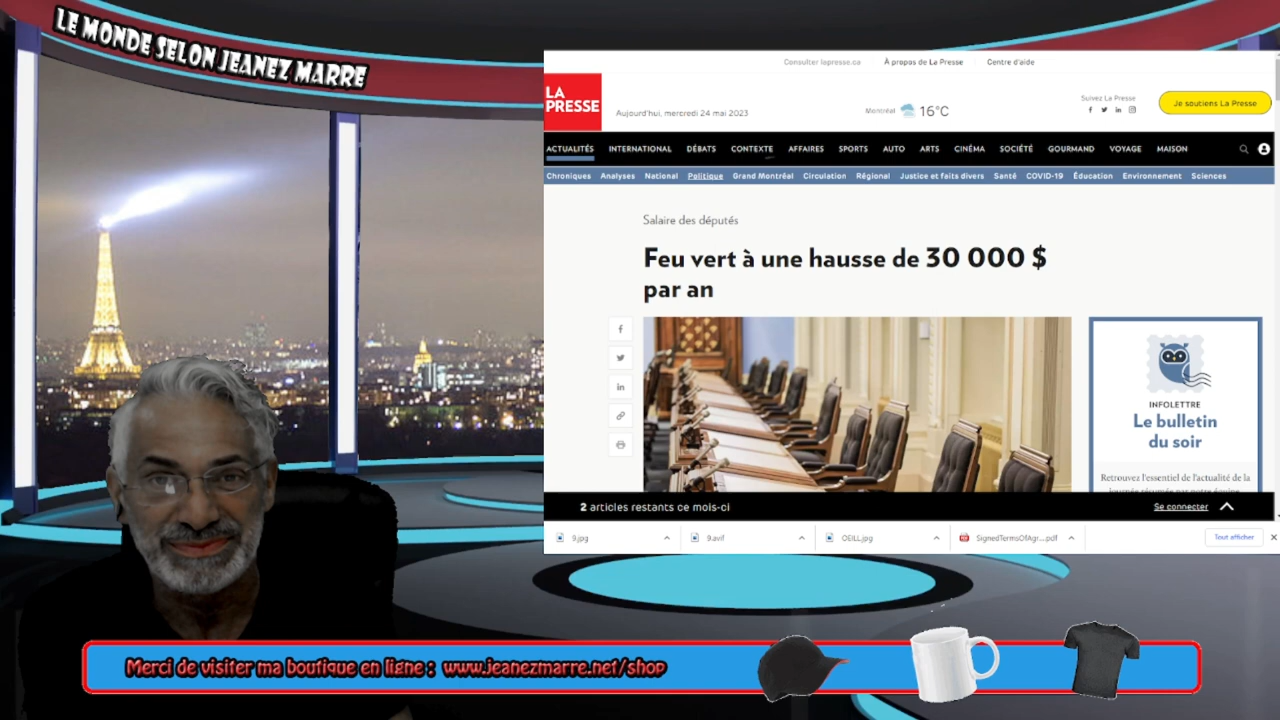 LE MONDE SELON JEANEZ MARRE
Consulter lapresse.ca
À propos de La Presse
Centre d'aide
LA
PRESSE
Aujourd'hui, mercredi 24 mai 2023
Montréal
16°C
Suivez La Presse
Je soutiens La Presse
ACTUALITÉS INTERNATIONAL DÉBATS CONTEXTE AFFAIRES SPORTS AUTO ARTS CINÉMA SOCIÉTÉ GOURMAND VOYAGE MAISON
Chroniques Analyses National Politique Grand Montréal Circulation Régional Justice et faits divers Santé COVID-19 Éducation Environnement Sciences
Salaire des députés
Feu vert à une hausse de 30 000 $
par an
INFOLETTRE
Le bulletin
du soir
Retrouvez l'essentiel de l'actualité de la
journée résumée par notre équipe
2 articles restants ce mois-ci
Se connecter
9.jpg
9.avif
OEILL.jpg
SignedTermsOfAgr....pdf
Tout afficher
Merci de visiter ma boutique en ligne : www.jeanezmarre.net/shop